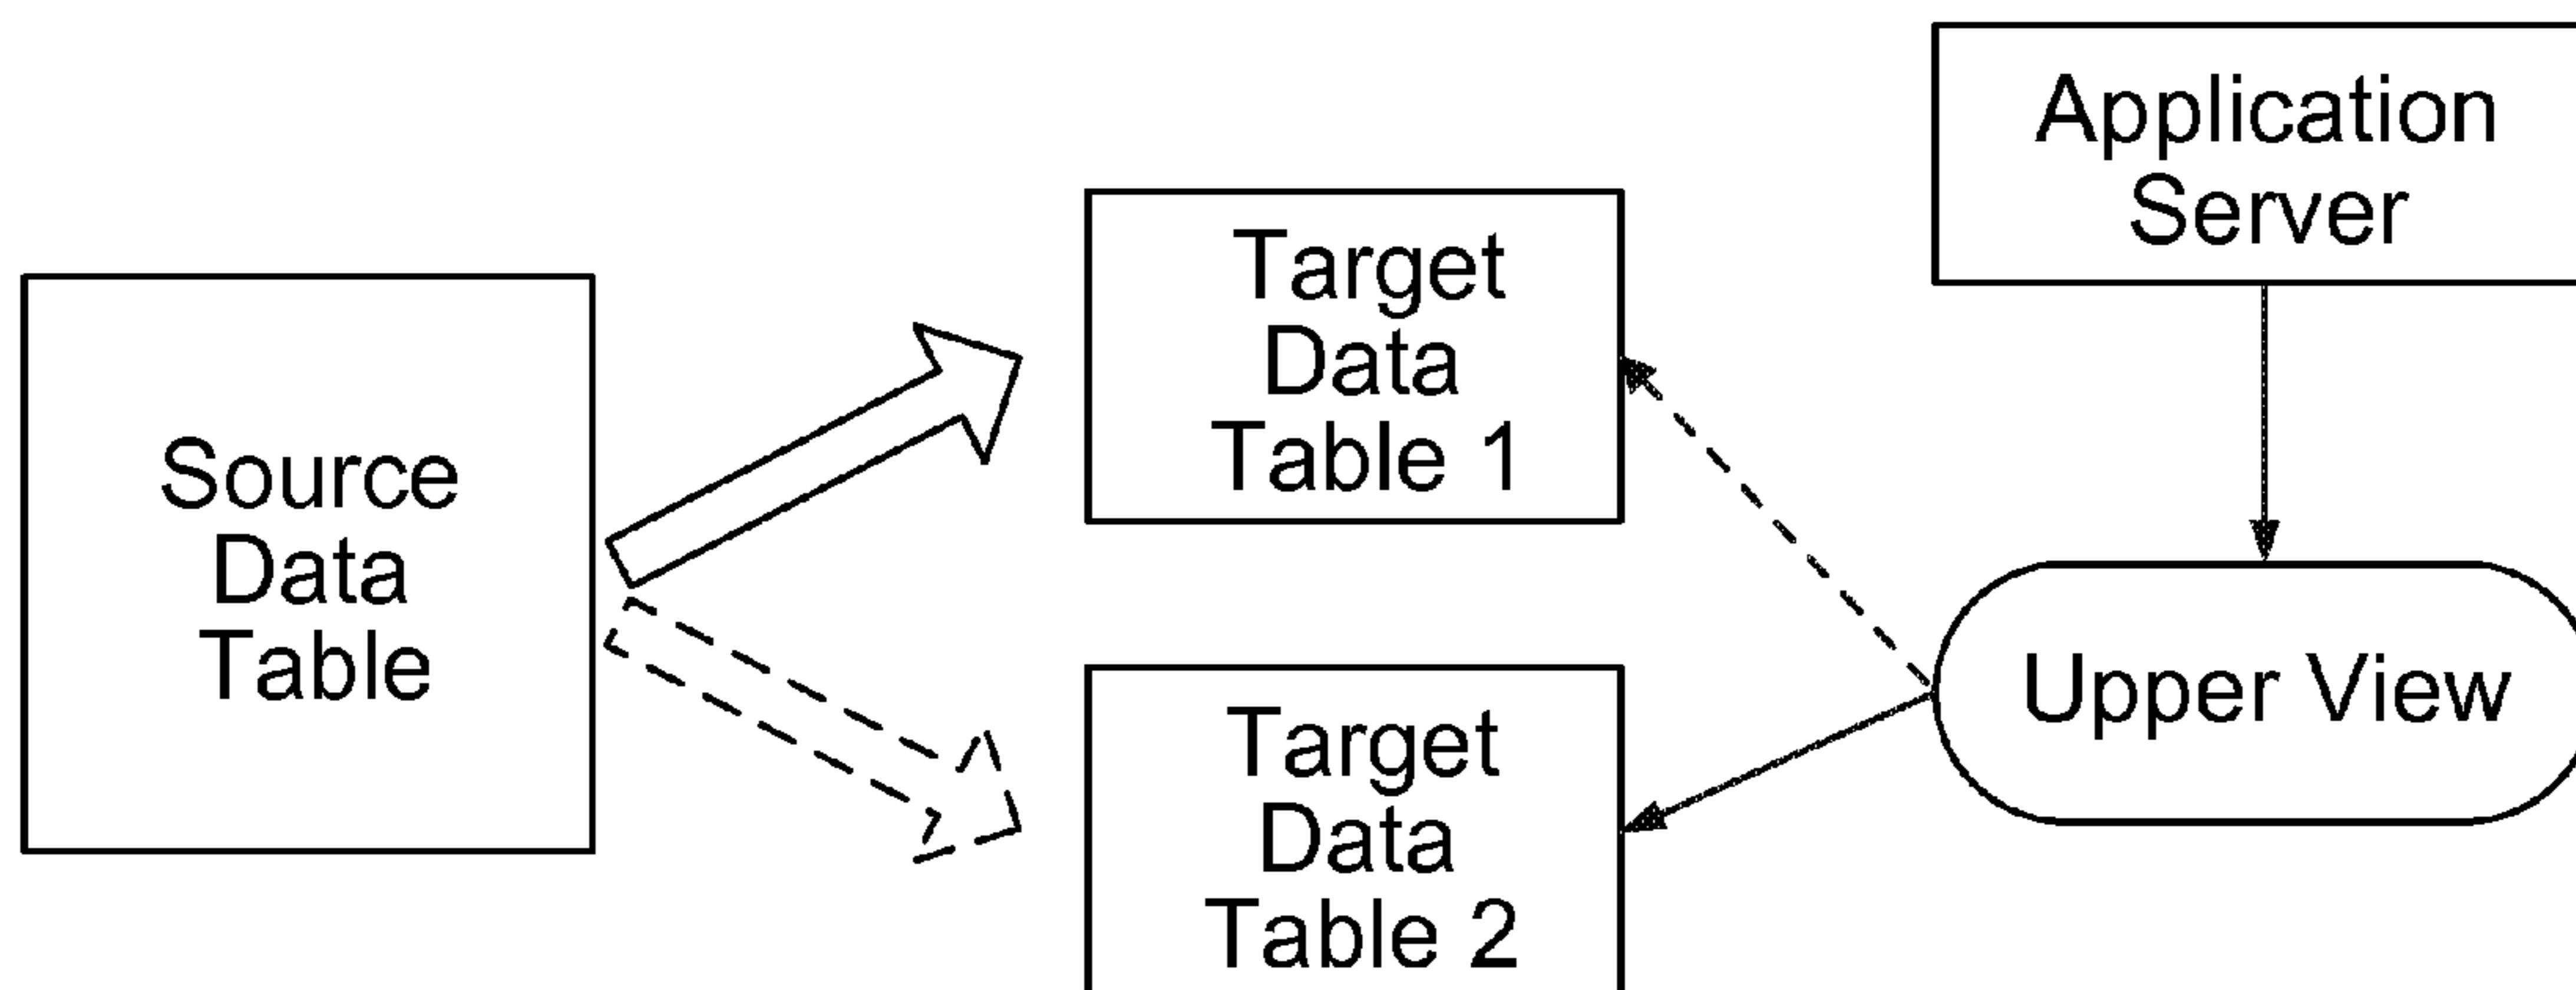 Source
Data
Table
Target
Data
Table 1
Target
Data
Table 2
Application
Server
Upper View